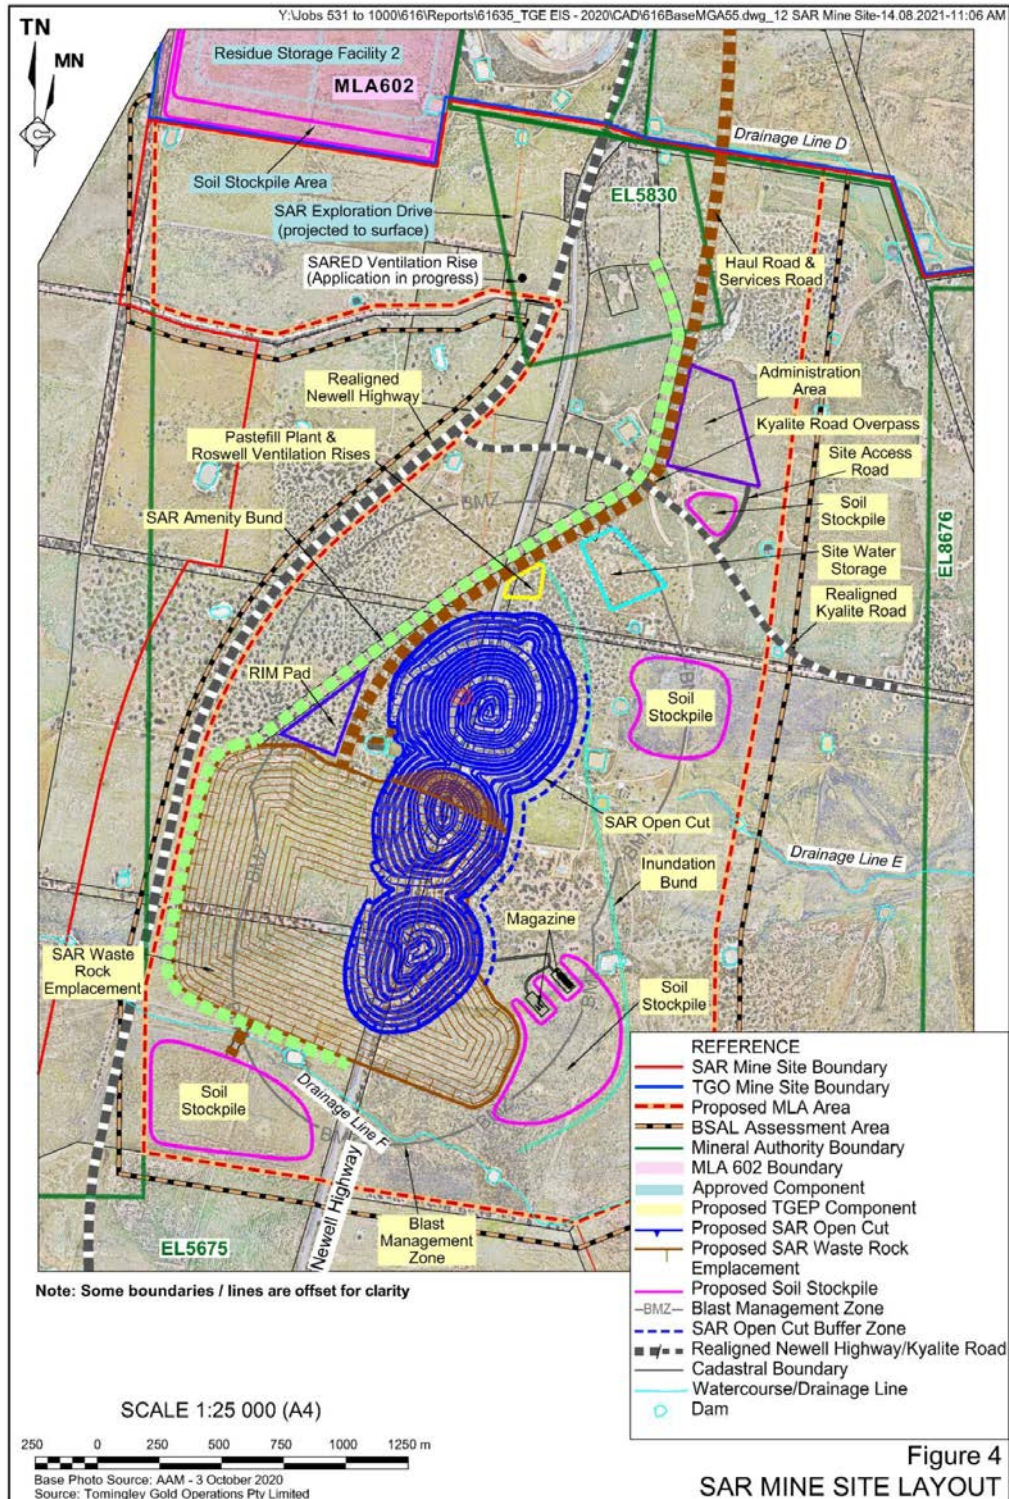 Y:\Jobs 531 to 1000\616\Reports\61635_TGE EIS - 2020\CAD\616BaseMGA55.dwg_12 SAR Mine Site-14.08.2021-11:06 AM
TN
MN
Residue Storage Facility 2
MLA602
Drainage Line D
Soil Stockpile Area
EL5830
SAR Exploration Drive
(projected to surface)
SARED Ventilation Rise
(Application in progress)
Haul Road &
Services Road
Realigned
Newell Highway
Administration
Area
Pastefill Plant &
Roswell Ventilation Rises
Kyalite Road Overpass
Site Access
Road
BMZ
SAR Amenity Bund
Soil
Stockpile
EL8676
Site Water
Storage
Realigned
Kyalite Road
RIM Pad
BMZ
Soil
Stockpile
SAR Open Cut
BMZ
Drainage Line E
Inundation
Bund
Magazine
SAR Waste
Rock
Emplacement
BMZ
Soil
Stockpile
Soil
Stockpile
Drainage Line F
BMZ
BMZ
Newell Highway
Blast
Management
Zone
EL5675
REFERENCE
SAR Mine Site Boundary
TGO Mine Site Boundary
Proposed MLA Area
BSAL Assessment Area
Mineral Authority Boundary
MLA 602 Boundary
Approved Component
Proposed TGEP Component
Proposed SAR Open Cut
Proposed SAR Waste Rock
Emplacement
Proposed Soil Stockpile
-BMZ- Blast Management Zone
SAR Open Cut Buffer Zone
Realigned Newell Highway/Kyalite Road
Cadastral Boundary
Watercourse/Drainage Line
Dam
Note: Some boundaries / lines are offset for clarity
SCALE 1:25 000 (A4)
250 0 250 500 750 1000 1250 m
Base Photo Source: AAM - 3 October 2020
Source: Tomingley Gold Operations Pty Limited
Figure 4
SAR MINE SITE LAYOUT